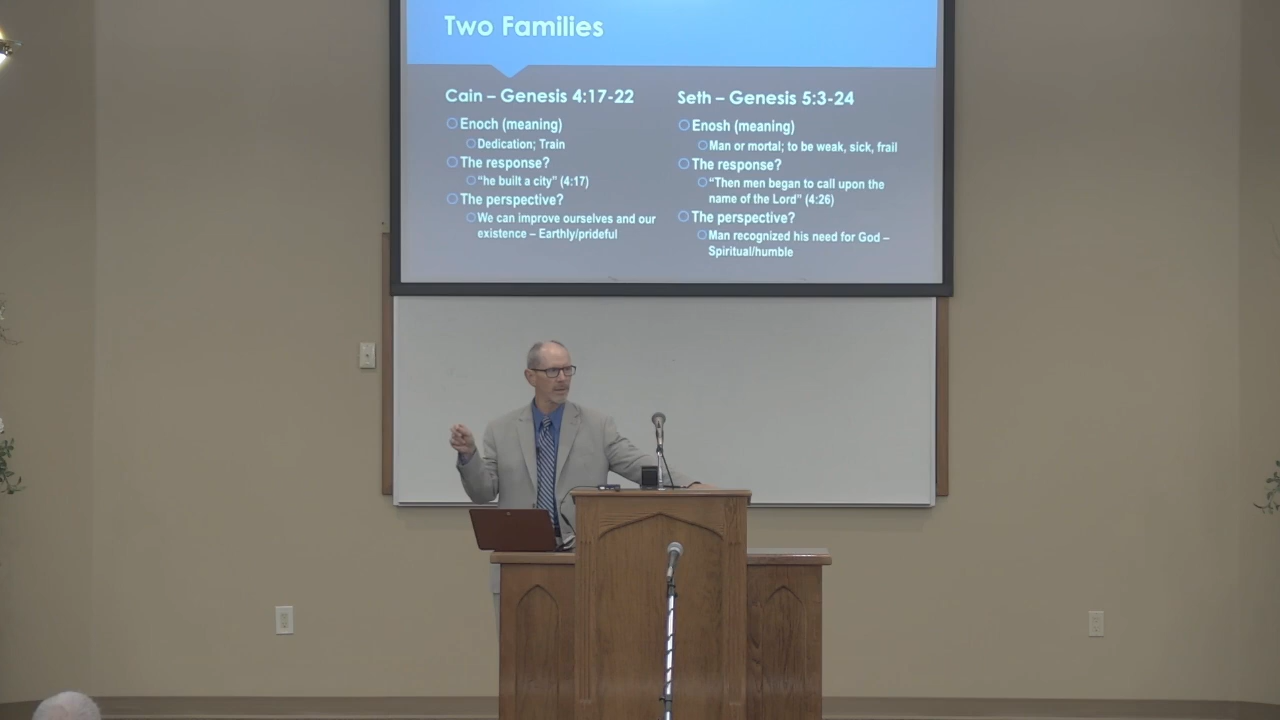 Two Families
Cain – Genesis 4:17-22
Enoch (meaning)
Dedication; Train
The response?
“he built a city” (4:17)
The perspective?
We can improve ourselves and our
existence – Earthly/prideful
Seth – Genesis 5:3-24
Enosh (meaning)
Man or mortal; to be weak, sick, frail
The response?
“Then men began to call upon the
name of the Lord” (4:26)
The perspective?
Man recognized his need for God –
Spiritual/humble